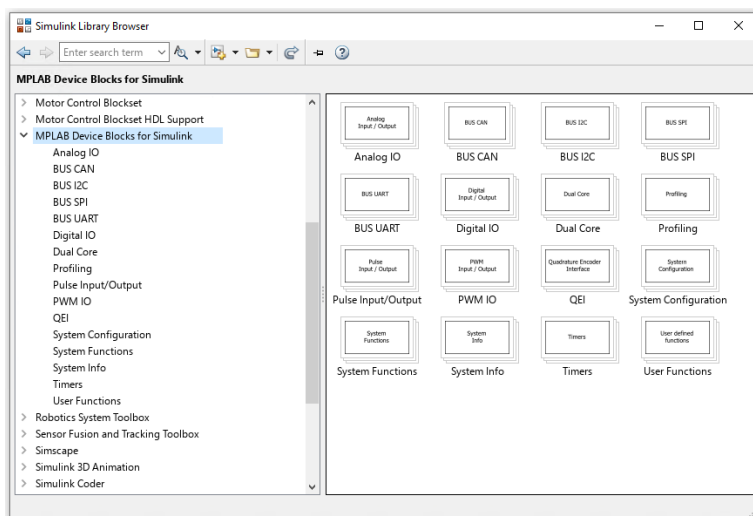 Simulink Library Browser
Enter search term
MPLAB Device Blocks for Simulink
Motor Control Blockset
Motor Control Blockset HDL Support
MPLAB Device Blocks for Simulink
Analog IO
BUS CAN
BUS I2C
BUS SPI
BUS UART
Digital IO
Dual Core
Profiling
Pulse Input/Output
PWM IO
QEI
System Configuration
System Functions
System Info
Timers
User Functions
Robotics System Toolbox
Sensor Fusion and Tracking Toolbox
Simscape
Simulink 3D Animation
Simulink Coder
Analog
Input / Output
BUS CAN
BUS I2C
BUS SPI
Analog IO
BUS CAN
BUS I2C
BUS SPI
BUS UART
Digital
Input / Output
Dual Core
Profiling
BUS UART
Digital IO
Dual Core
Profiling
Pulse
Input / Output
PWM
Input / Output
Quadrature Encoder
Interface
System
Configuration
Pulse Input/Output
PWM IO
QEI
System Configuration
System
Functions
System
Info
Timers
User defined
functions
System Functions
System Info
Timers
User Functions